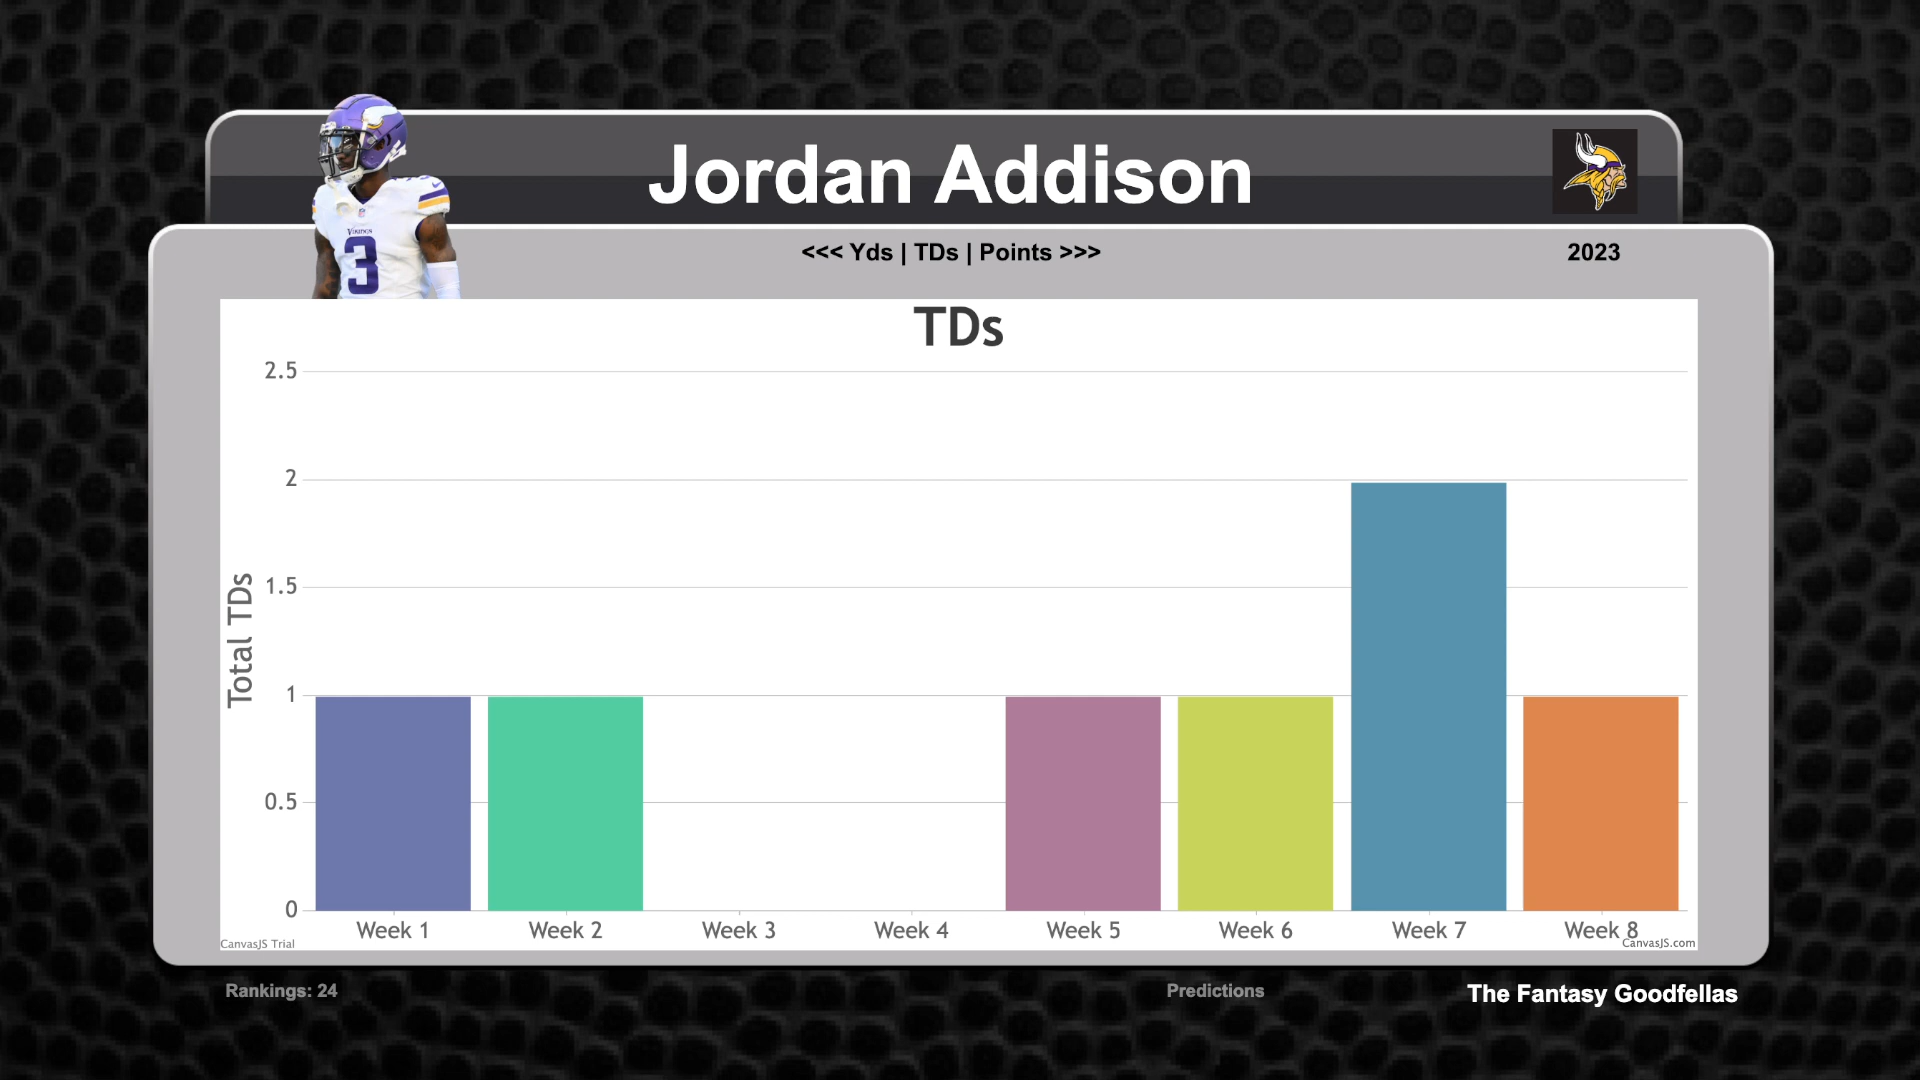 Jordan Addison
<<< Yds | TDs | Points >>>
2023
VIKINGS
3
TDs
2.5
2
1.5
1
0.5
0
Total TDs
Week 1
Week 2
Week 3
Week 4
Week 5
Week 6
Week 7
Week 8
CanvasJS Trial
CanvasJS.com
Rankings: 24
Predictions
The Fantasy Goodfellas